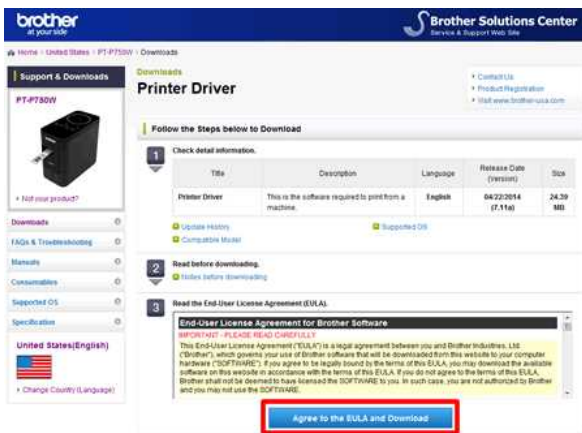 brother
at your side
Brother Solutions Center
Service & Support Web Site
Home > United States > PT-P750W > Downloads
Support & Downloads
PT-P750W
Not your product?
Downloads
FAQs & Troubleshooting
Manuals
Consumables
Supported OS
Specification
United States(English)
Change Country (Language)
Downloads
Printer Driver
Contact Us
Product Registration
Visit www.brother-usa.com
Follow the Steps below to Download
1
Check detail information.
Title Description Language Release Date (Version) Size
Printer Driver This is the software required to print from a machine. English 04/22/2014 (7.11a) 24.39 MB
Update History Supported OS
Compatible Model
2
Read before downloading.
Notes before downloading
3
Read the End-User License Agreement (EULA).
End-User License Agreement for Brother Software
IMPORTANT - PLEASE READ CAREFULLY
This End-User License Agreement ("EULA") is a legal agreement between you and Brother Industries, Ltd
("Brother"), which governs your use of Brother software that will be downloaded from this website to your computer
hardware ("SOFTWARE"). If you agree to be legally bound by the terms of this EULA, you may download the available
software on this website in accordance with the terms of this EULA. If you do not agree to the terms of this EULA,
Brother shall not be deemed to have licensed the SOFTWARE to you. In such case, you are not authorized by Brother
and you may not use the SOFTWARE.
Agree to the EULA and Download